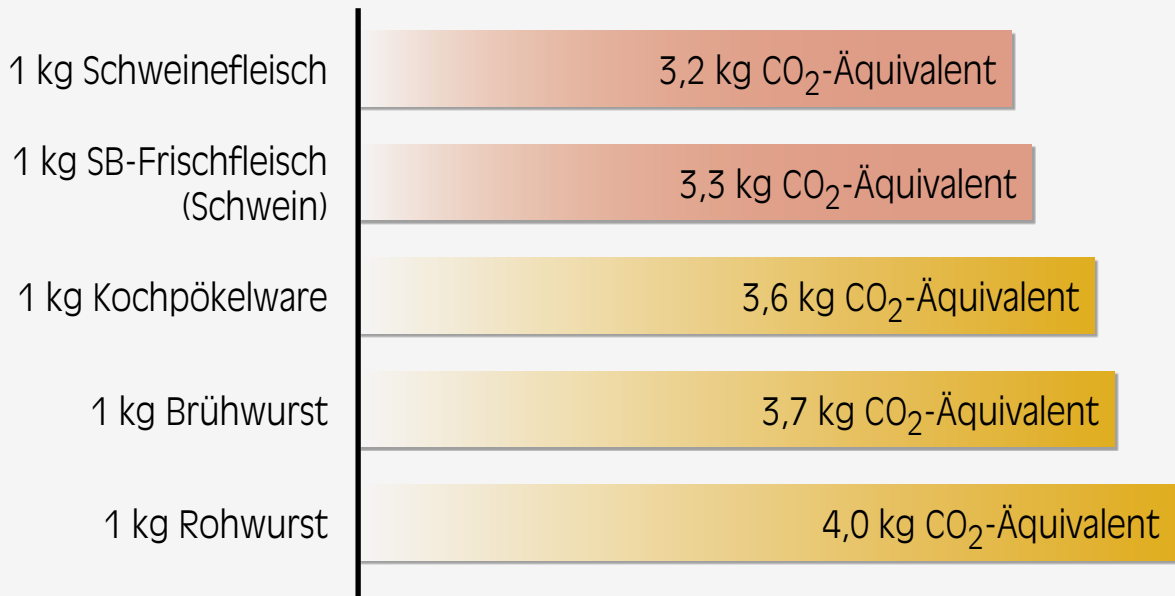 1 kg Schweinefleisch
3,2 kg CO₂-Äquivalent
1 kg SB-Frischfleisch
(Schwein)
3,3 kg CO₂-Äquivalent
1 kg Kochpökelware
3,6 kg CO₂-Äquivalent
1 kg Brühwurst
3,7 kg CO₂-Äquivalent
1 kg Rohwurst
4,0 kg CO₂-Äquivalent